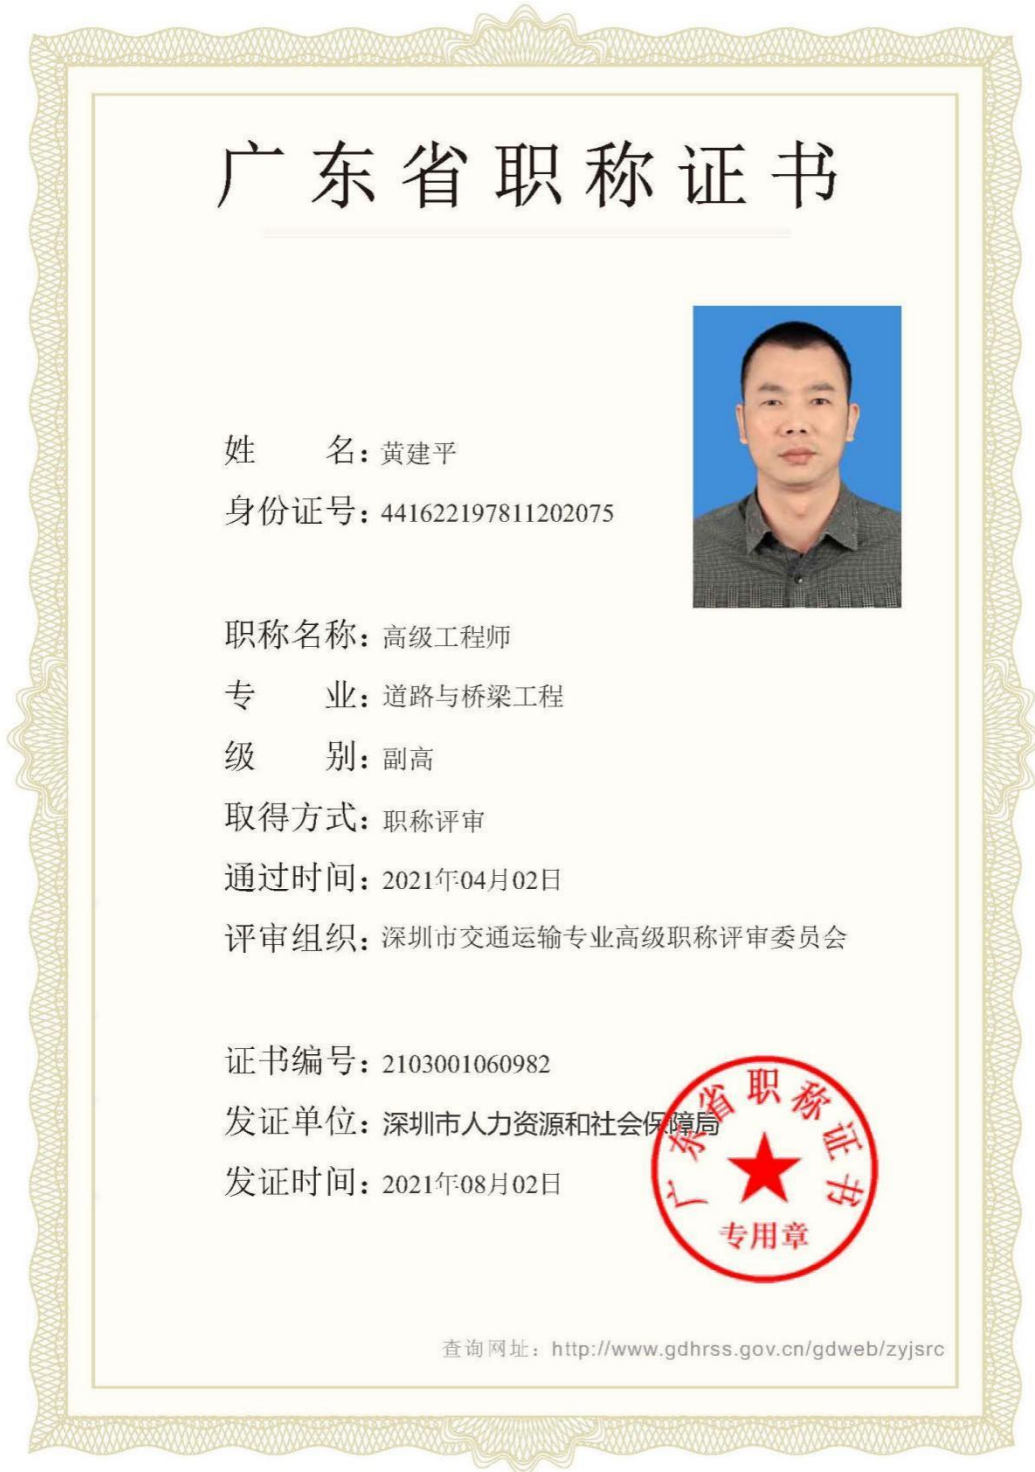 广东省职称证书
姓 名：黄建平
身份证号：441622197811202075
职称名称：高级工程师
专 业：道路与桥梁工程
级 别：副高
取得方式：职称评审
通过时间：2021年04月02日
评审组织：深圳市交通运输专业高级职称评审委员会
证书编号：2103001060982
发证单位：深圳市人力资源和社会保障局
发证时间：2021年08月02日
广东省职称证书
专用章
查询网址：http://www.gdhrss.gov.cn/gdweb/zyjsrc